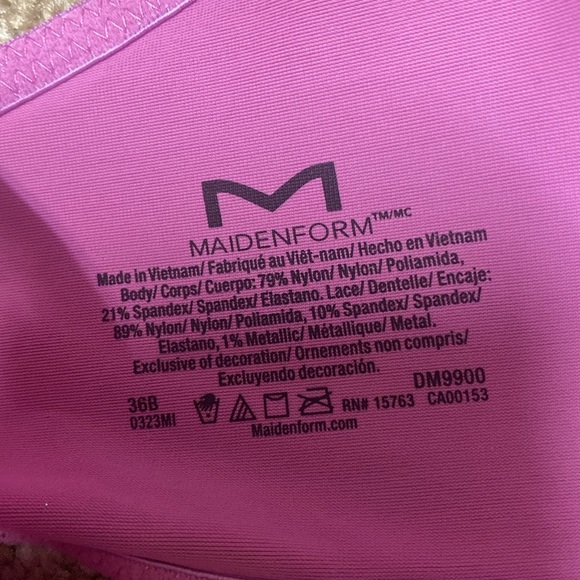 MAIDENFORM™/MC
Made in Vietnam/ Fabriqué au Viêt-nam/ Hecho en Vietnam
Body/ Corps/ Cuerpo: 79% Nylon/ Nylon/ Poliamida,
21% Spandex/ Spandex/ Elastano. Lace/ Dentelle/ Encaje:
89% Nylon/ Nylon/ Poliamida, 10% Spandex/ Spandex/
Elastano, 1% Metallic/ Métallique/ Metal.
Exclusive of decoration/ Ornements non compris/
Excluyendo decoración.
36B DM9900
0323MI RN# 15763 CA00153
Maidenform.com